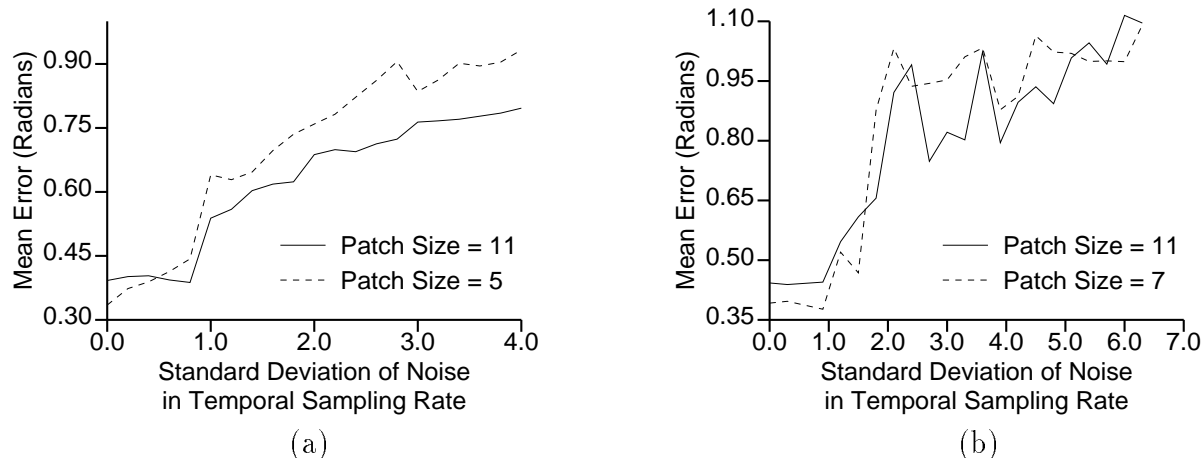 Mean Error (Radians)
0.90
0.75
0.60
0.45
0.30
0.0 1.0 2.0 3.0 4.0
Patch Size = 11
Patch Size = 5
Standard Deviation of Noise
in Temporal Sampling Rate
(a)
Mean Error (Radians)
1.10
0.95
0.80
0.65
0.50
0.35
0.0 1.0 2.0 3.0 4.0 5.0 6.0 7.0
Patch Size = 11
Patch Size = 7
Standard Deviation of Noise
in Temporal Sampling Rate
(b)